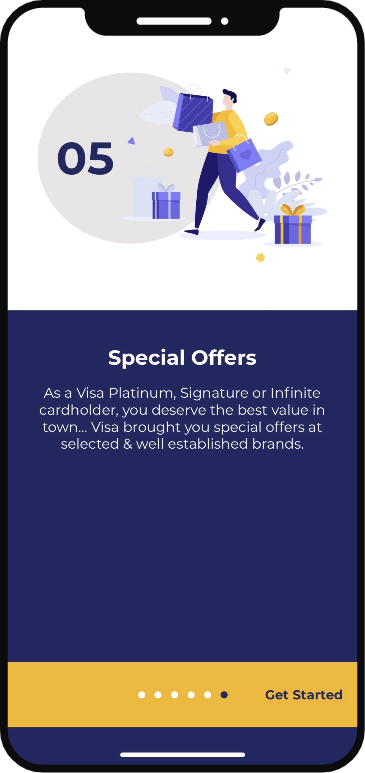 05
Special Offers
As a Visa Platinum, Signature or Infinite
cardholder, you deserve the best value in
town... Visa brought you special offers at
selected & well established brands.
Get Started